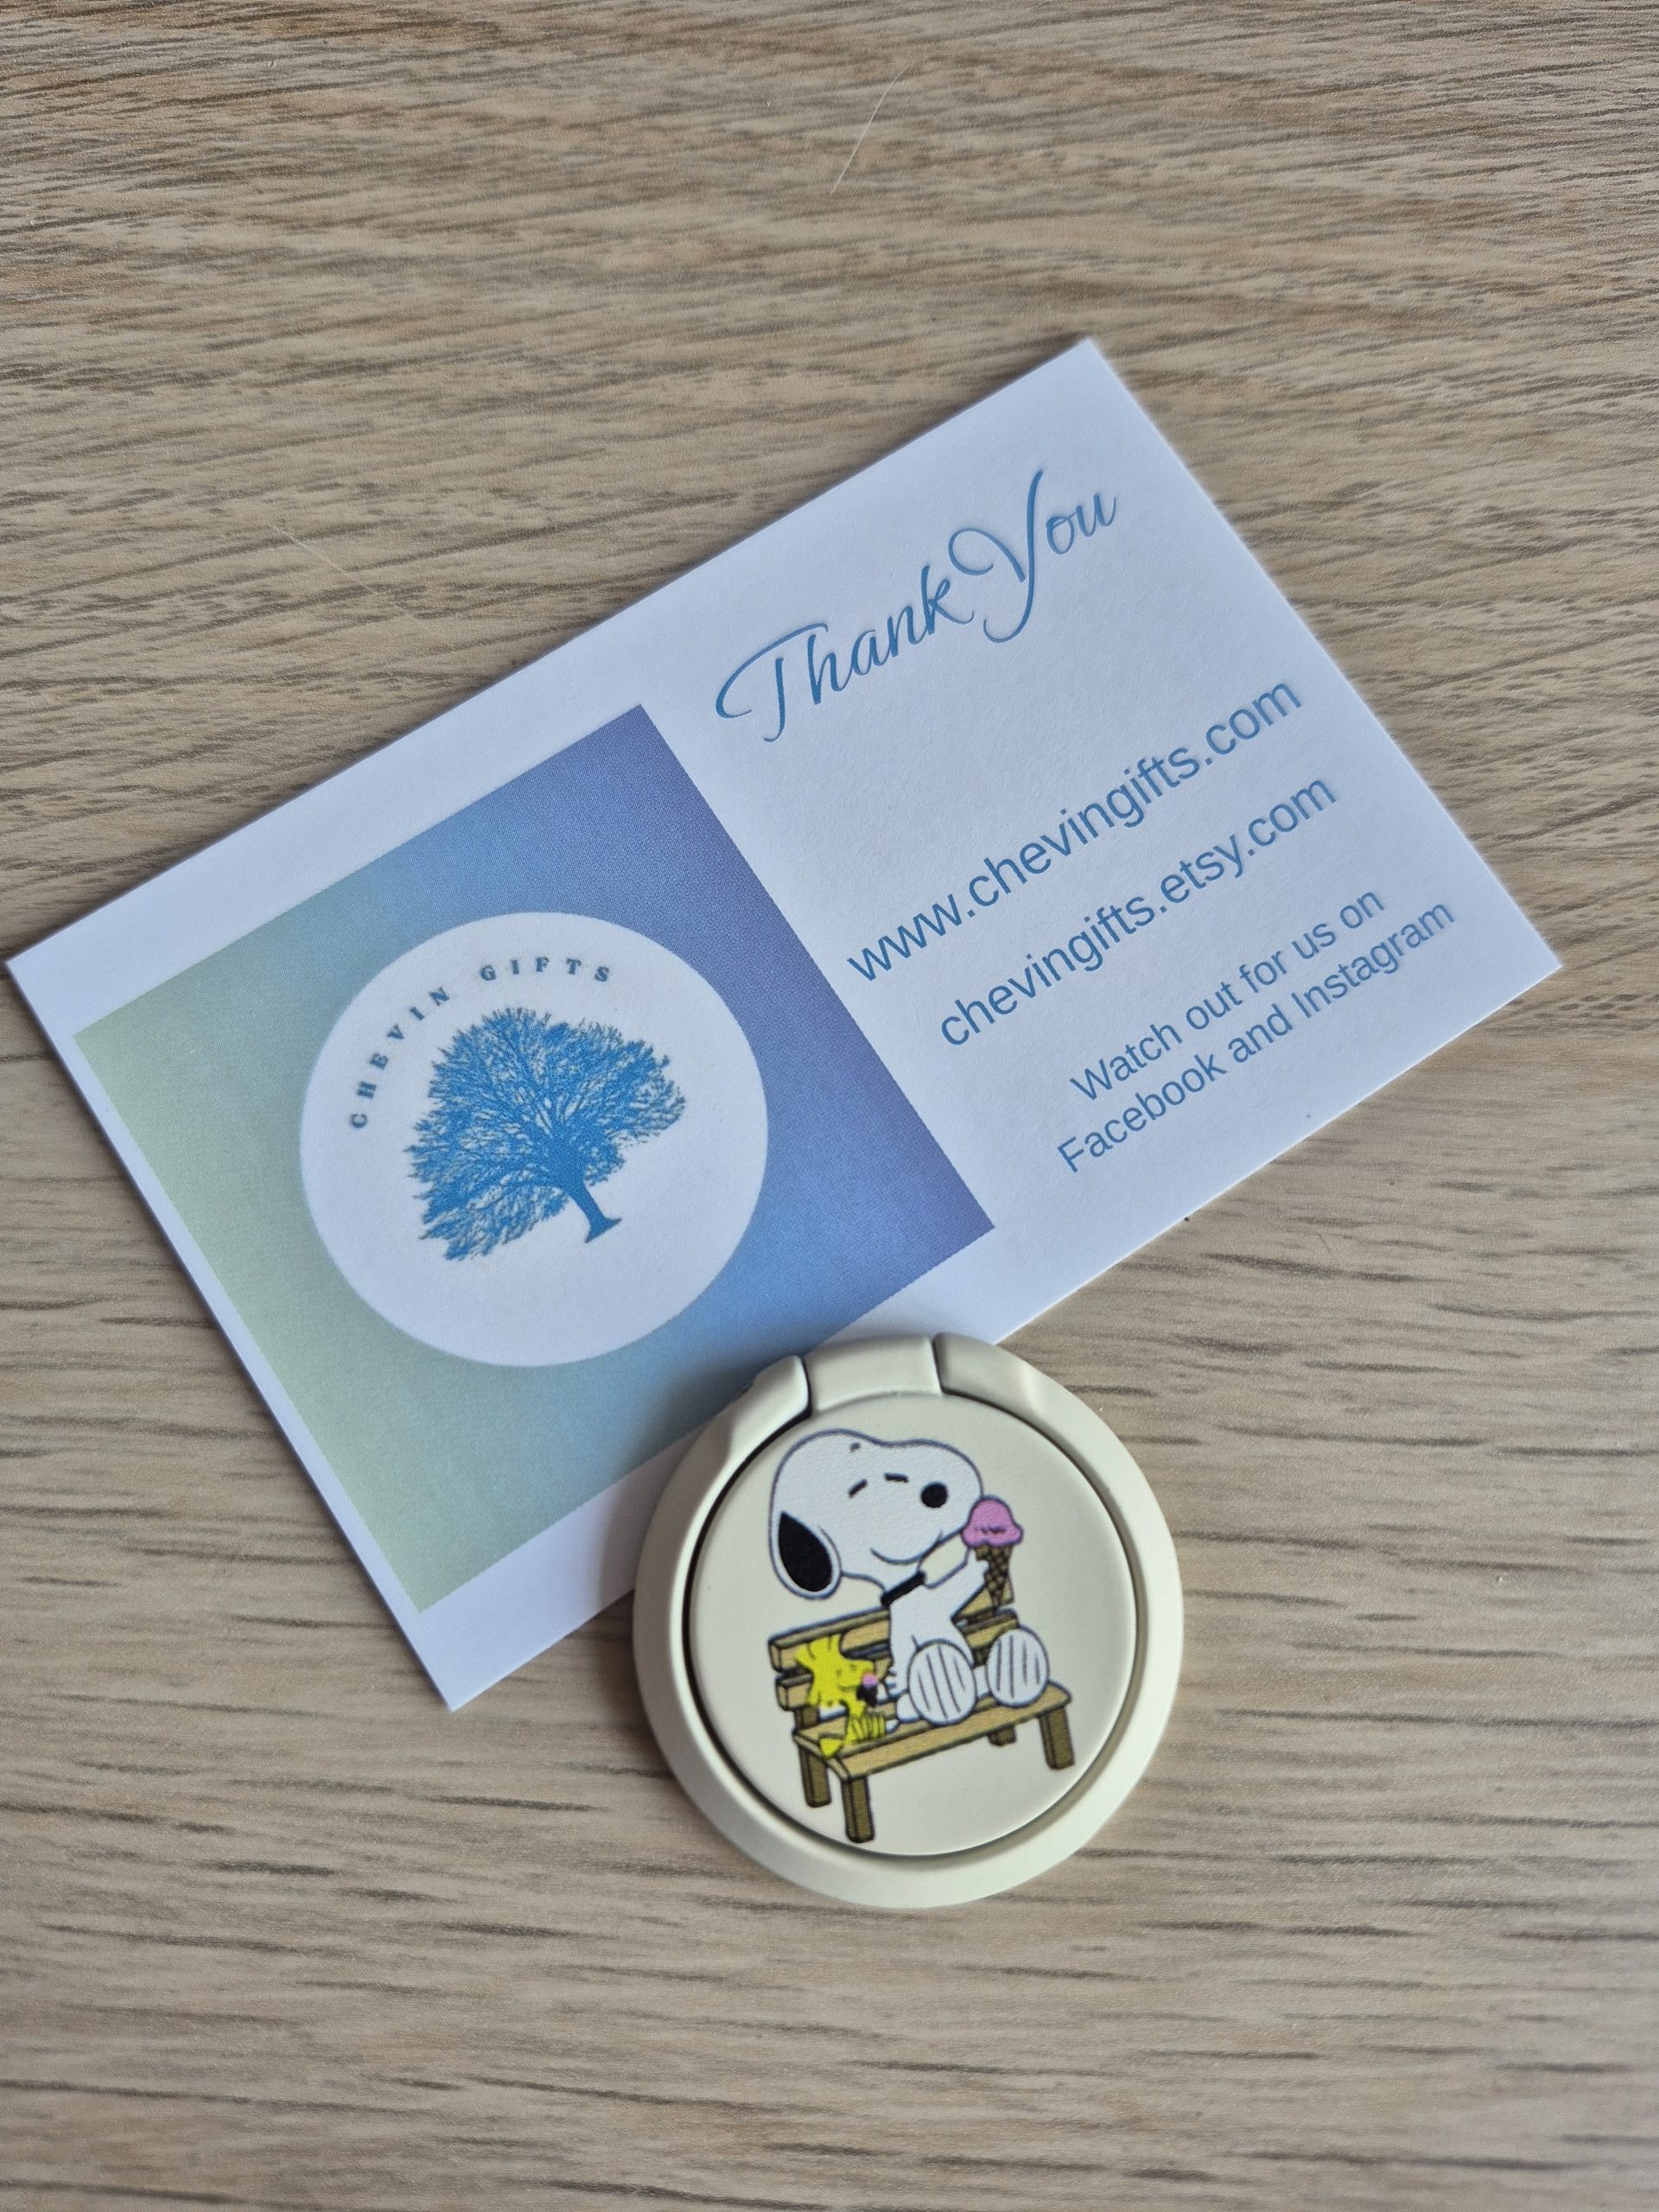 CHEVIN GIFTS
Thank You
www.chevingifts.com
chevingifts.etsy.com
Watch out for us on
Facebook and Instagram